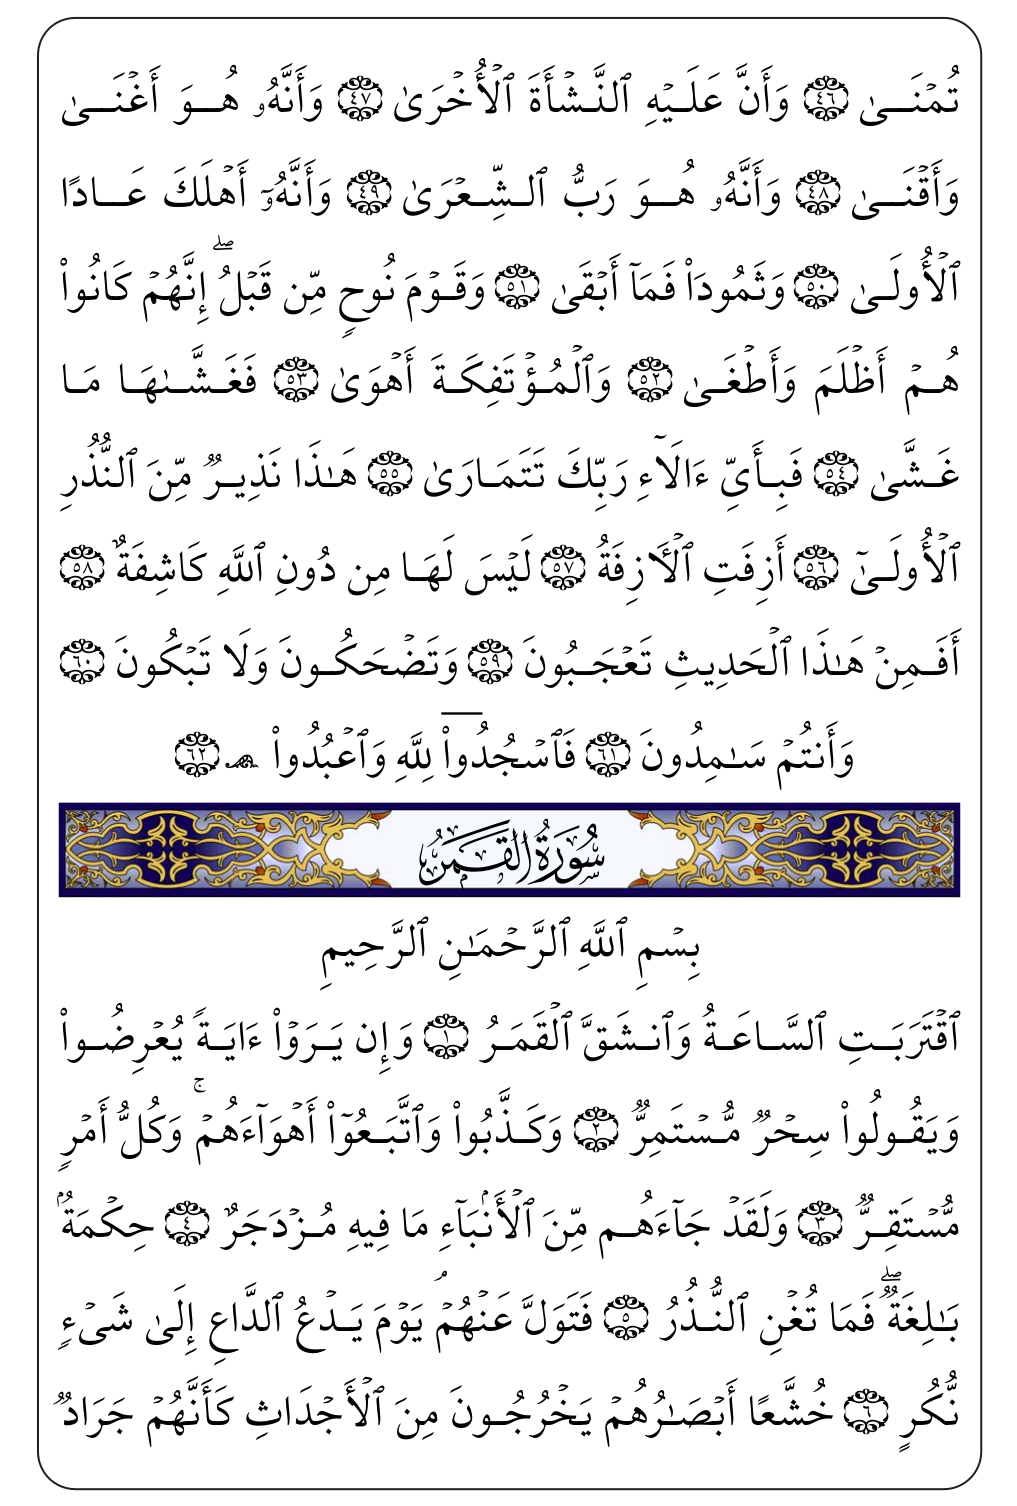 تُمْنَىٰ ٤٦ وَأَنَّ عَلَيْهِ ٱلنَّشْأَةَ ٱلْأُخْرَىٰ ٤٧ وَأَنَّهُۥ هُوَ أَغْنَىٰ
وَأَقْنَىٰ ٤٨ وَأَنَّهُۥ هُوَ رَبُّ ٱلشِّعْرَىٰ ٤٩ وَأَنَّهُۥٓ أَهْلَكَ عَادًا
ٱلْأُولَىٰ ٥٠ وَثَمُودَا۟ فَمَآ أَبْقَىٰ ٥١ وَقَوْمَ نُوحٍ مِّن قَبْلُ ۖ إِنَّهُمْ كَانُوا۟
هُمْ أَظْلَمَ وَأَطْغَىٰ ٥٢ وَٱلْمُؤْتَفِكَةَ أَهْوَىٰ ٥٣ فَغَشَّىٰهَا مَا
غَشَّىٰ ٥٤ فَبِأَىِّ ءَالَآءِ رَبِّكَ تَتَمَارَىٰ ٥٥ هَـٰذَا نَذِيرٌ مِّنَ ٱلنُّذُرِ
ٱلْأُولَىٰٓ ٥٦ أَزِفَتِ ٱلْـَٔازِفَةُ ٥٧ لَيْسَ لَهَا مِن دُونِ ٱللَّهِ كَاشِفَةٌ ٥٨
أَفَمِنْ هَـٰذَا ٱلْحَدِيثِ تَعْجَبُونَ ٥٩ وَتَضْحَكُونَ وَلَا تَبْكُونَ ٦٠
وَأَنتُمْ سَـٰمِدُونَ ٦١ فَٱسْجُدُوا۟ لِلَّهِ وَٱعْبُدُوا۟ ۩ ٦٢
سُورَةُ القَمَرِ
بِسْمِ ٱللَّهِ ٱلرَّحْمَـٰنِ ٱلرَّحِيمِ
ٱقْتَرَبَتِ ٱلسَّاعَةُ وَٱنشَقَّ ٱلْقَمَرُ ١ وَإِن يَرَوْا۟ ءَايَةً يُعْرِضُوا۟
وَيَقُولُوا۟ سِحْرٌ مُّسْتَمِرٌّ ٢ وَكَذَّبُوا۟ وَٱتَّبَعُوٓا۟ أَهْوَآءَهُمْ ۚ وَكُلُّ أَمْرٍ
مُّسْتَقِرٌّ ٣ وَلَقَدْ جَآءَهُم مِّنَ ٱلْأَنۢبَآءِ مَا فِيهِ مُزْدَجَرٌ ٤ حِكْمَةٌۢ
بَـٰلِغَةٌ ۖ فَمَا تُغْنِ ٱلنُّذُرُ ٥ فَتَوَلَّ عَنْهُمْ ۘ يَوْمَ يَدْعُ ٱلدَّاعِ إِلَىٰ شَىْءٍ
نُّكُرٍ ٦ خُشَّعًا أَبْصَـٰرُهُمْ يَخْرُجُونَ مِنَ ٱلْأَجْدَاثِ كَأَنَّهُمْ جَرَادٌ